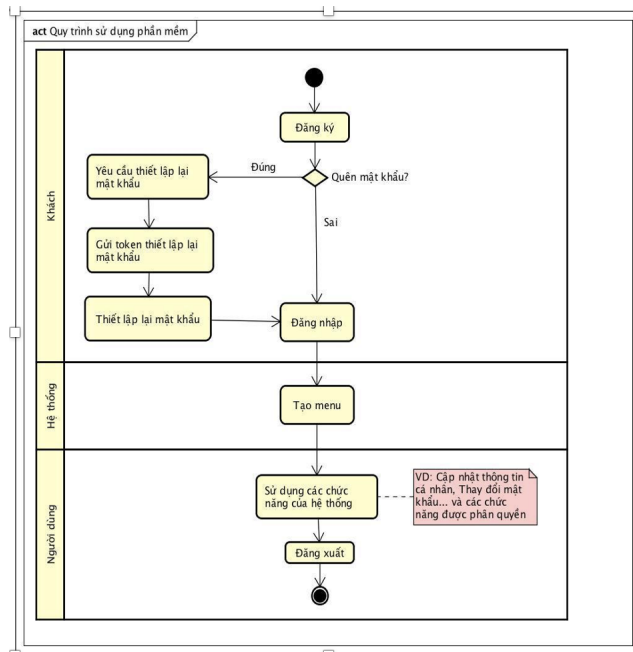 act Quy trình sử dụng phần mềm
Khách
Đăng ký
Quên mật khẩu?
Đúng
Sai
Yêu cầu thiết lập lại
mật khẩu
Gửi token thiết lập lại
mật khẩu
Thiết lập lại mật khẩu
Đăng nhập
Hệ thống
Tạo menu
Người dùng
Sử dụng các chức
năng của hệ thống
VD: Cập nhật thông tin
cá nhân, Thay đổi mật
khẩu... và các chức
năng được phân quyền
Đăng xuất